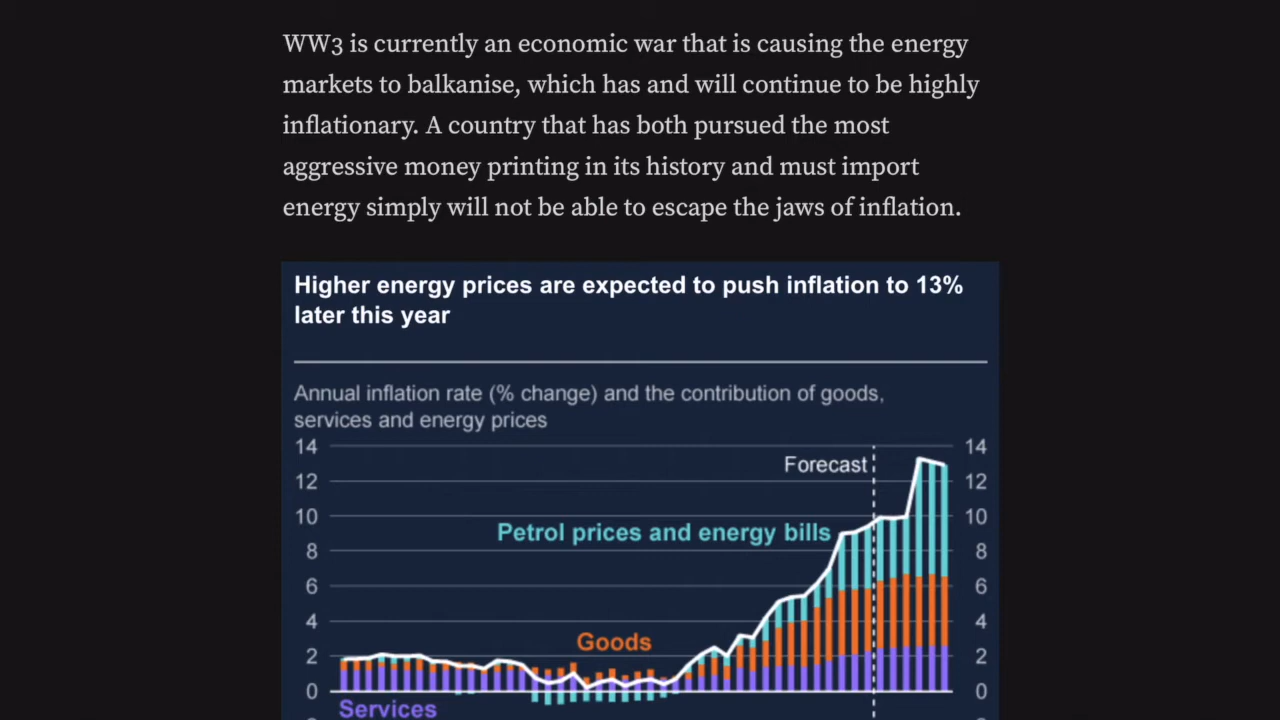 WW3 is currently an economic war that is causing the energy
markets to balkanise, which has and will continue to be highly
inflationary. A country that has both pursued the most
aggressive money printing in its history and must import
energy simply will not be able to escape the jaws of inflation.
Higher energy prices are expected to push inflation to 13%
later this year
Annual inflation rate (% change) and the contribution of goods,
services and energy prices
14 14
Forecast
12 12
10 10
Petrol prices and energy bills
8 8
6 6
4 4
Goods
2 2
0 0
Services